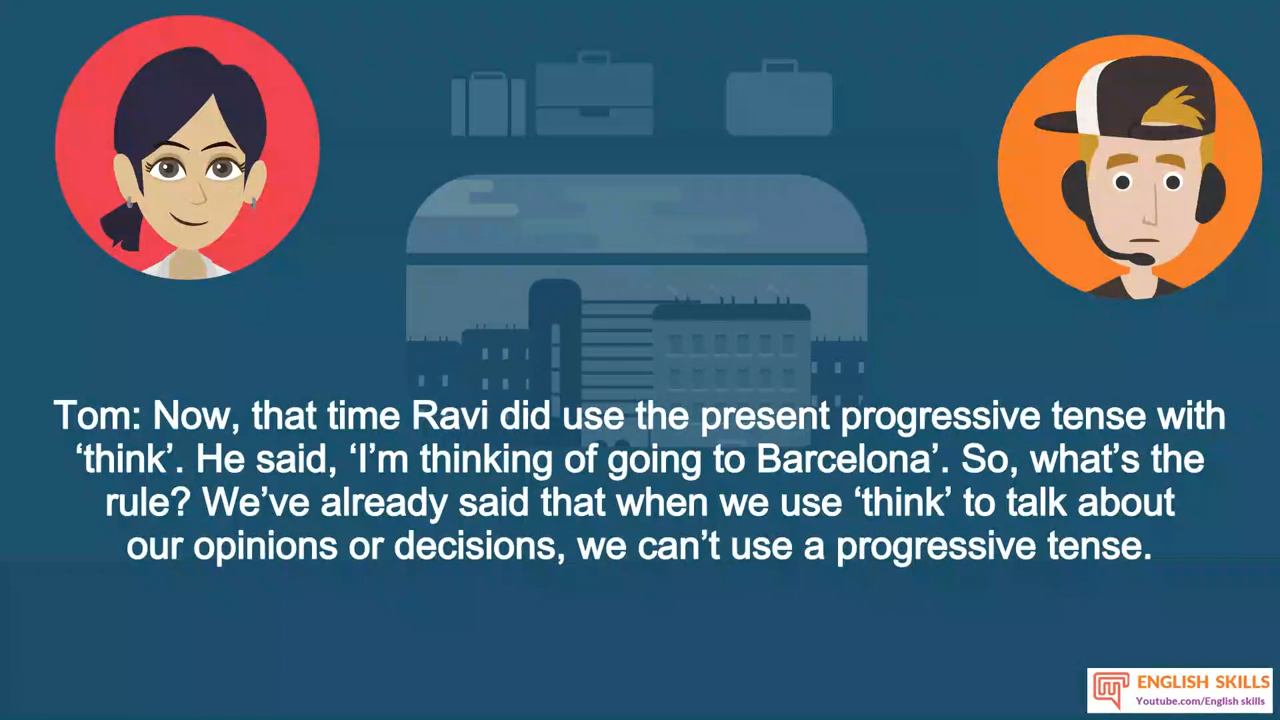 Tom: Now, that time Ravi did use the present progressive tense with
‘think’. He said, ‘I’m thinking of going to Barcelona’. So, what’s the
rule? We’ve already said that when we use ‘think’ to talk about
our opinions or decisions, we can’t use a progressive tense.
ENGLISH SKILLS
Youtube.com/English skills